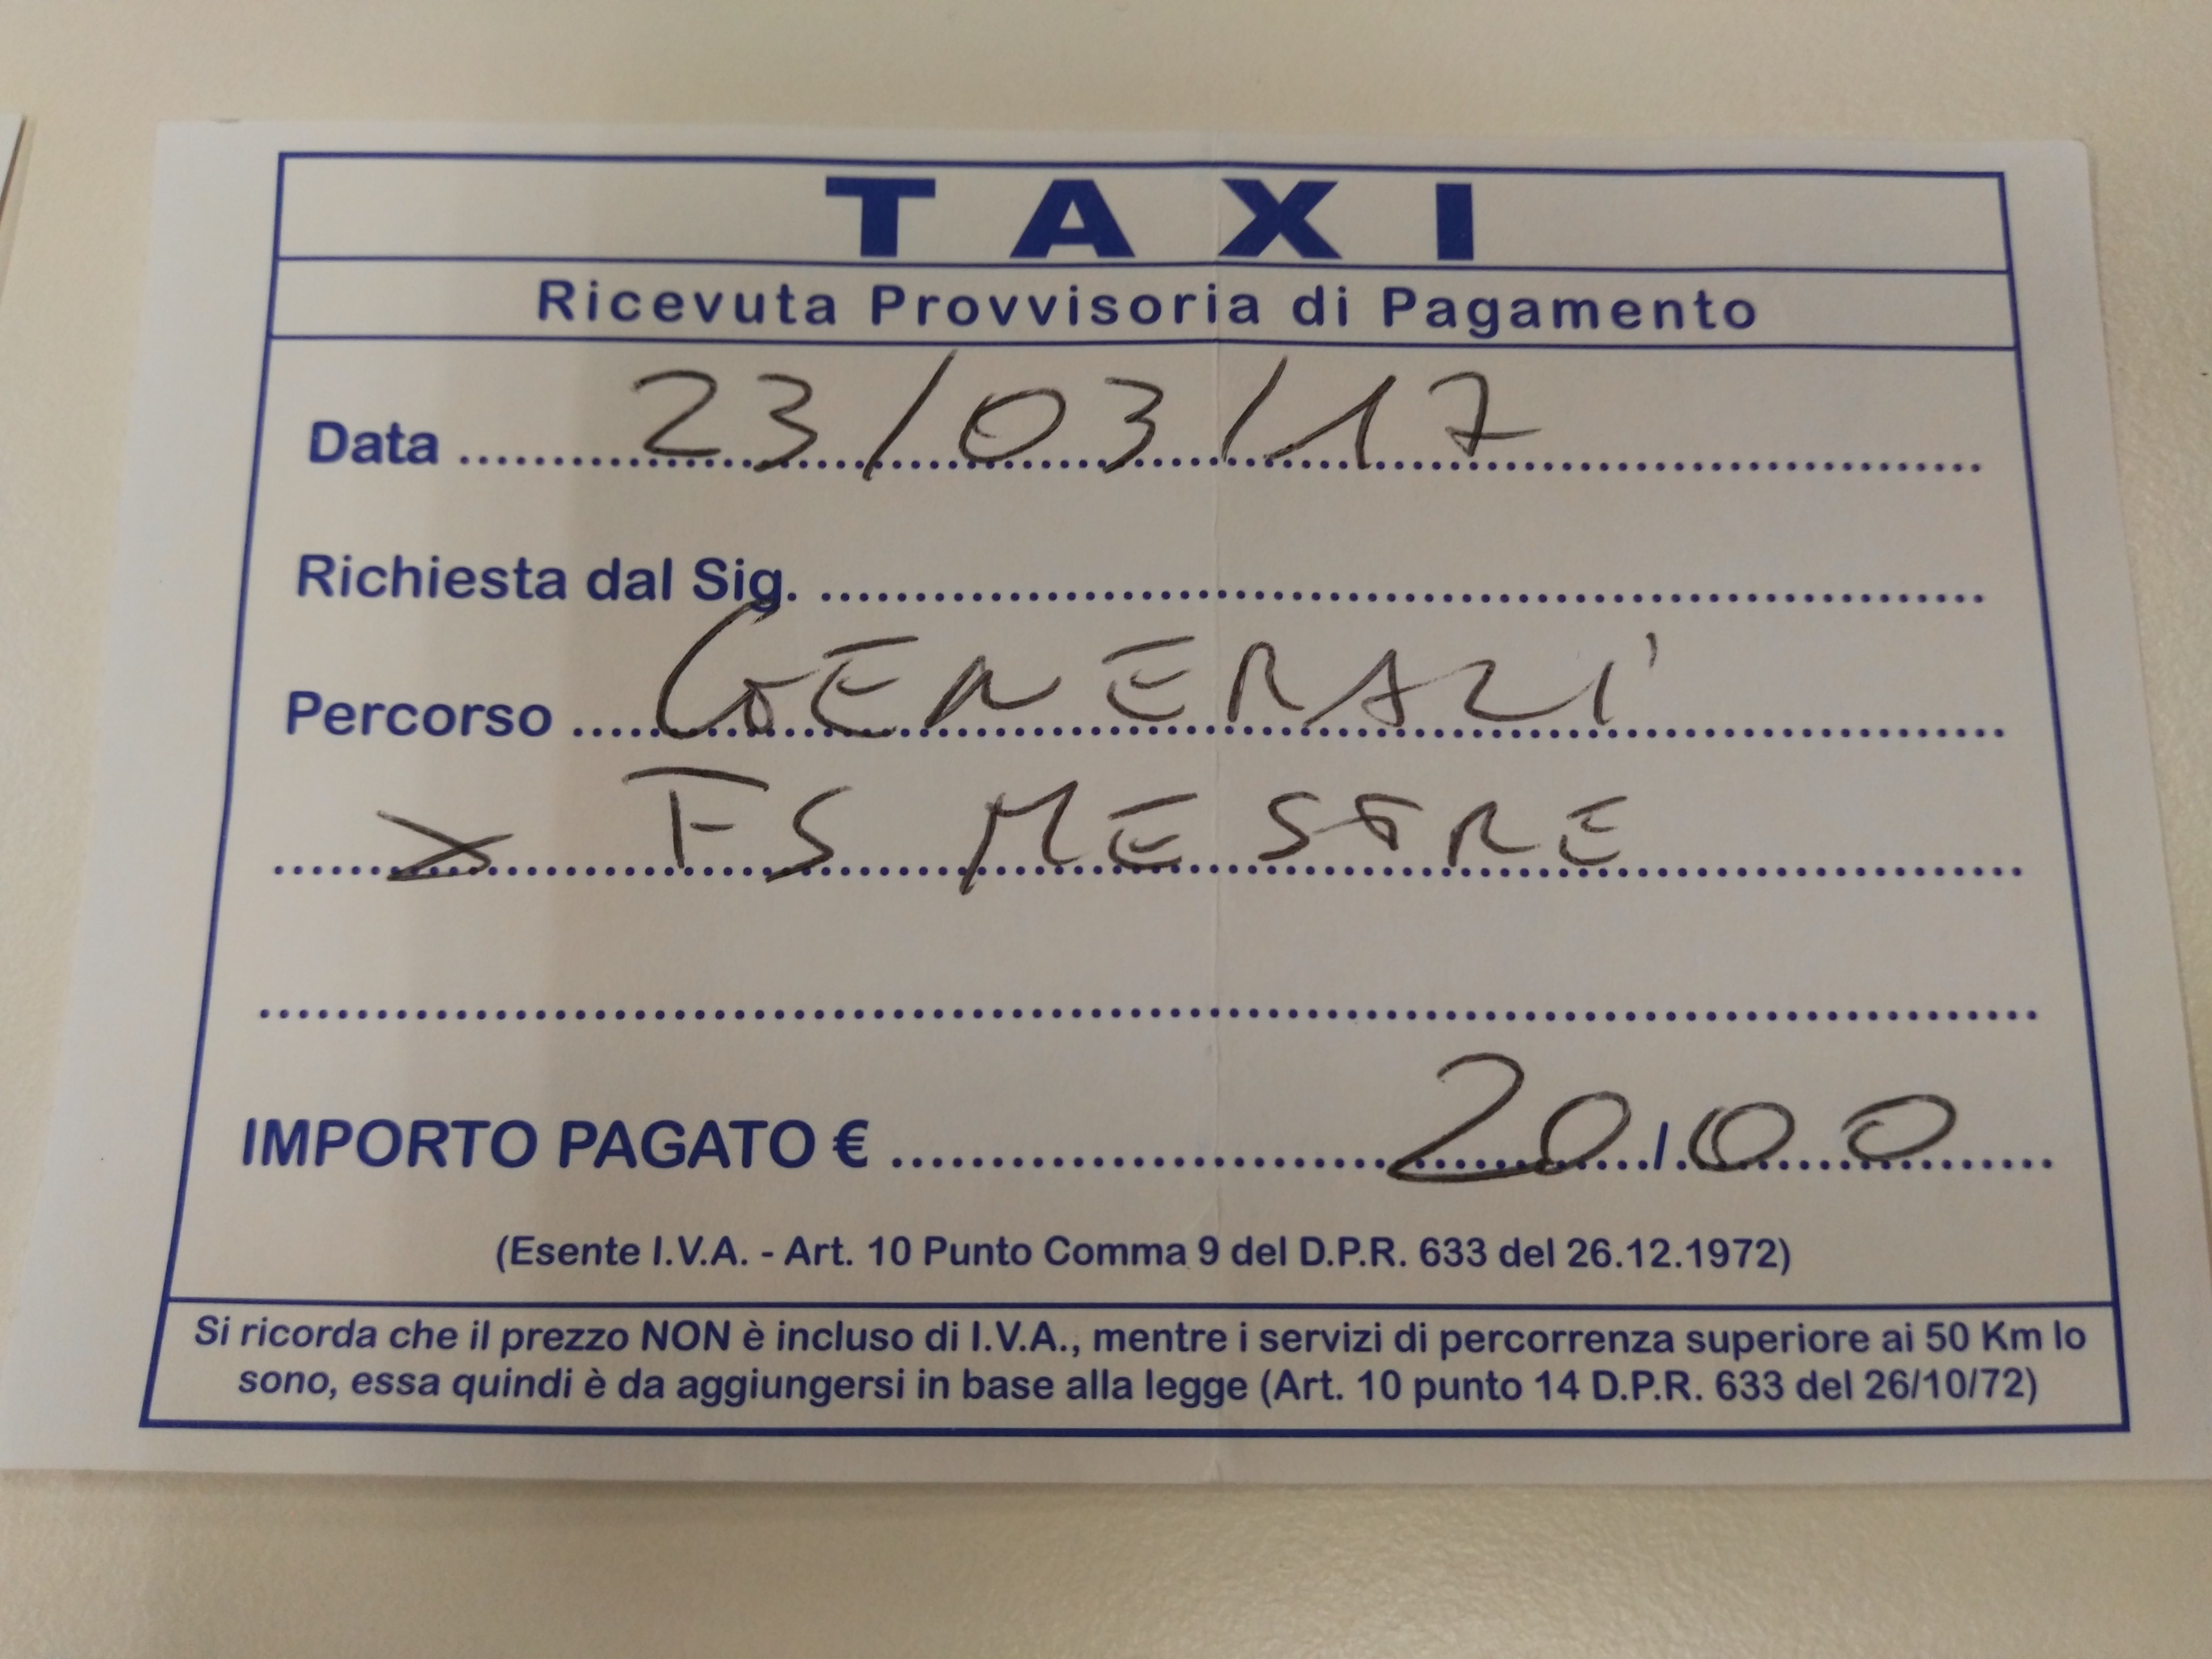 TAXI
Ricevuta Provvisoria di Pagamento
Data 23/03/17
Richiesta dal Sig.
Percorso GENERALI
x FS MESTRE
IMPORTO PAGATO € 20,00
(Esente I.V.A. - Art. 10 Punto Comma 9 del D.P.R. 633 del 26.12.1972)
Si ricorda che il prezzo NON è incluso di I.V.A., mentre i servizi di percorrenza superiore ai 50 Km lo
sono, essa quindi è da aggiungersi in base alla legge (Art. 10 punto 14 D.P.R. 633 del 26/10/72)